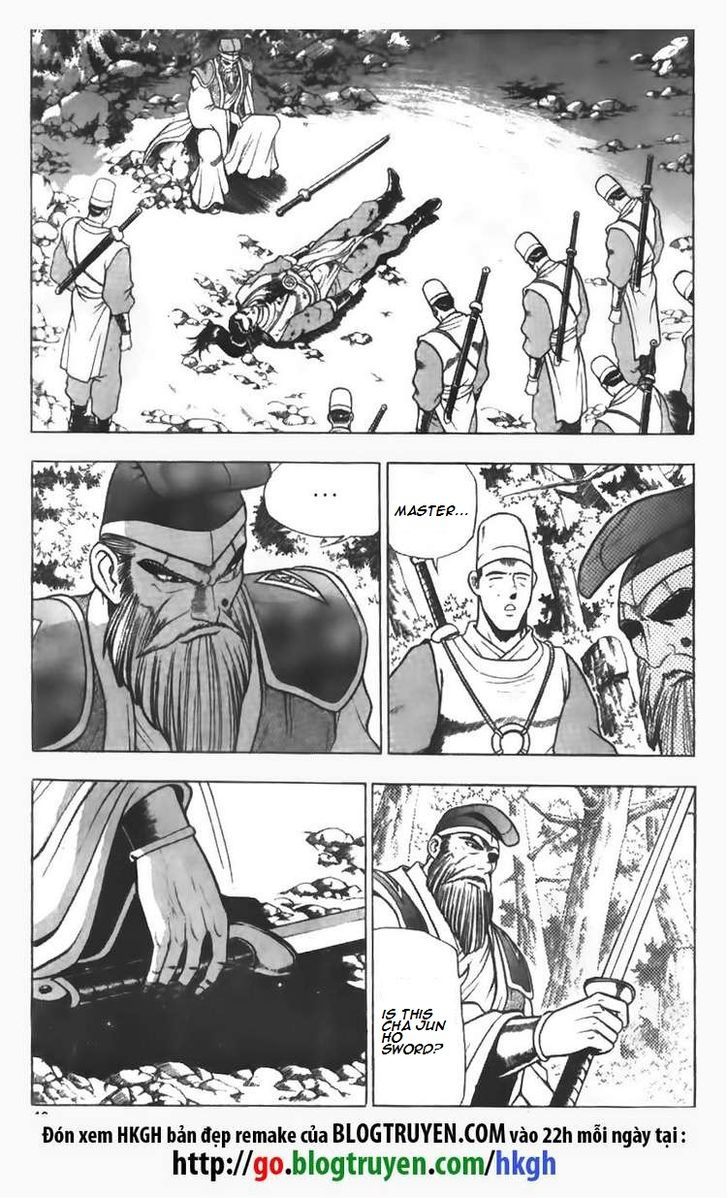 ...
MASTER...
IS THIS
CHA JUN
HO
SWORD?
Đón xem HKGH bản đẹp remake của BLOGTRUYEN.COM vào 22h mỗi ngày tại :
http://go.blogtruyen.com/hkgh